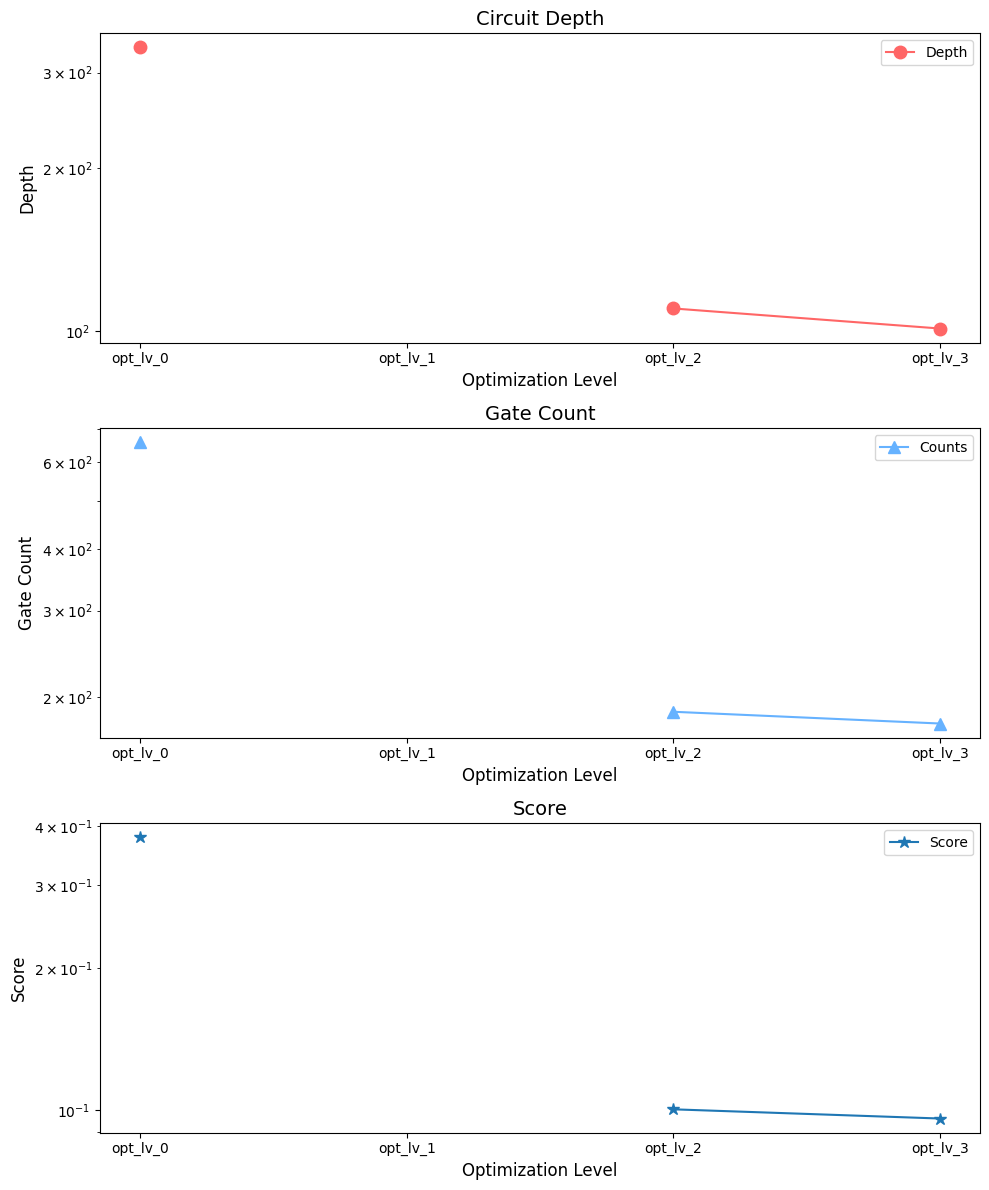 Circuit Depth
Depth
3 × 10²
2 × 10²
10²
Depth
opt_lv_0 opt_lv_1 opt_lv_2 opt_lv_3
Optimization Level
Gate Count
Counts
6 × 10²
4 × 10²
3 × 10²
2 × 10²
Gate Count
opt_lv_0 opt_lv_1 opt_lv_2 opt_lv_3
Optimization Level
Score
Score
4 × 10⁻¹
3 × 10⁻¹
2 × 10⁻¹
10⁻¹
Score
opt_lv_0 opt_lv_1 opt_lv_2 opt_lv_3
Optimization Level